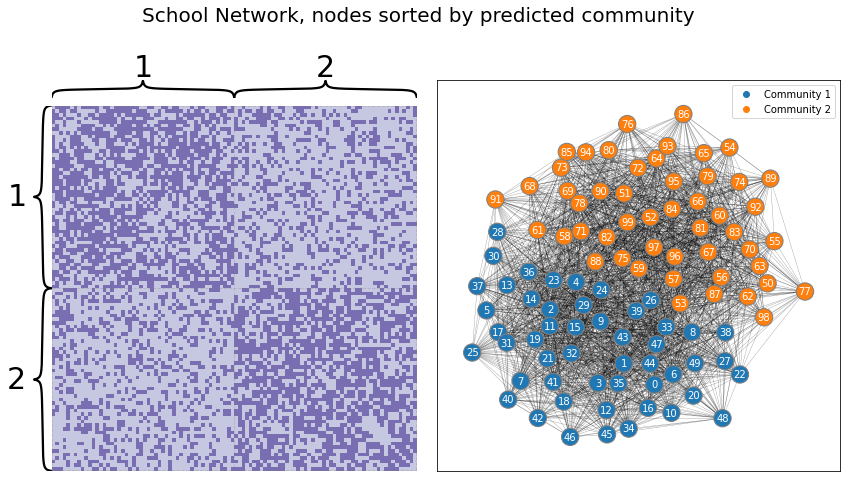 School Network, nodes sorted by predicted community
1 2
1
2
Community 1
Community 2
86
76
93 54
85 94 80 64 65
73 72 79
68 95 74 89
69 90 51
91 78 66 92
84 60
52
99
28 61 58 71 82 81 83 55
97 70
30 88 75 96 67
59 63
36 57 56 50
37 13 23 4 24 77
14 26 87 62
5 2 29 39 53 98
11 15 9
17 33 8 38
31 19 43
25 21 32 47
1 44 49 27
7 41 3 35 0 6 22
40 18 20
12 16 10
42 48
46 45 34